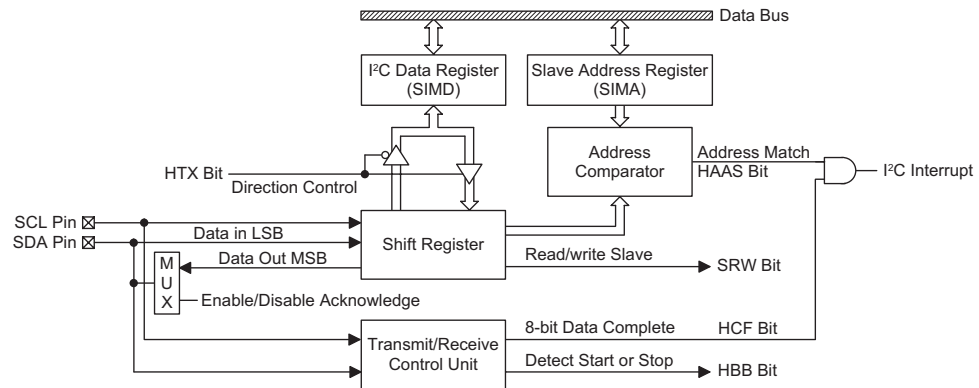 Data Bus
I²C Data Register
(SIMD)
Slave Address Register
(SIMA)
HTX Bit
Direction Control
Address
Comparator
Address Match
HAAS Bit
I²C Interrupt
SCL Pin
SDA Pin
Data in LSB
Shift Register
Data Out MSB
Read/write Slave
SRW Bit
M
U
X
Enable/Disable Acknowledge
Transmit/Receive
Control Unit
8-bit Data Complete
HCF Bit
Detect Start or Stop
HBB Bit